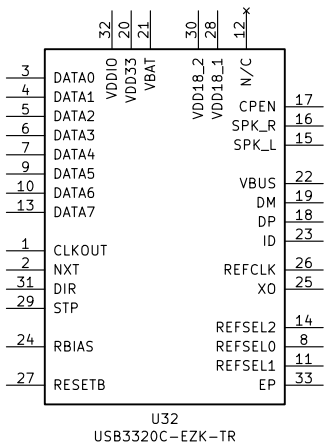 32 20 21 30 28 12
VDDIO VDD33 VBAT VDD18_2 VDD18_1 N/C
3 DATA0
4 DATA1
5 DATA2
6 DATA3
7 DATA4
9 DATA5
10 DATA6
13 DATA7
1 CLKOUT
2 NXT
31 DIR
29 STP
24 RBIAS
27 RESETB
CPEN 17
SPK_R 16
SPK_L 15
VBUS 22
DM 19
DP 18
ID 23
REFCLK 26
XO 25
REFSEL2 14
REFSEL0 8
REFSEL1 11
EP 33
U32
USB3320C-EZK-TR